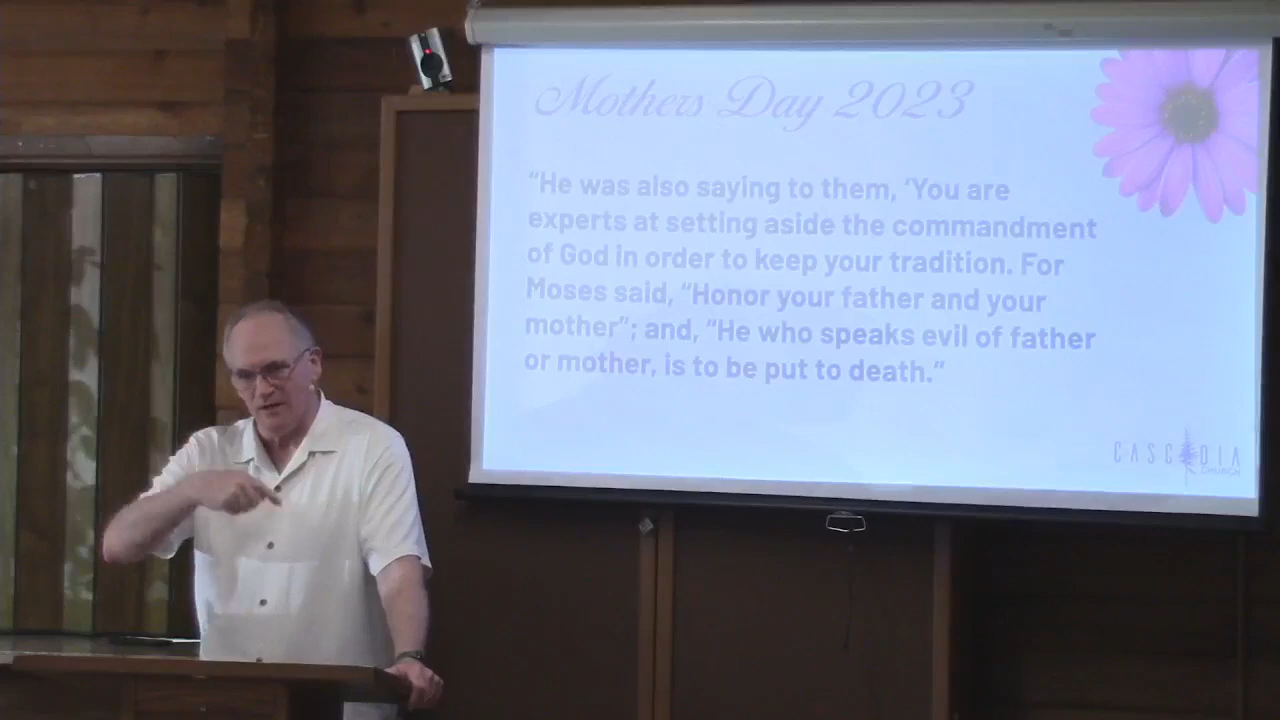 Mothers Day 2023
“He was also saying to them, ‘You are
experts at setting aside the commandment
of God in order to keep your tradition. For
Moses said, “Honor your father and your
mother”; and, “He who speaks evil of father
or mother, is to be put to death.”
CASCADIA
CHURCH